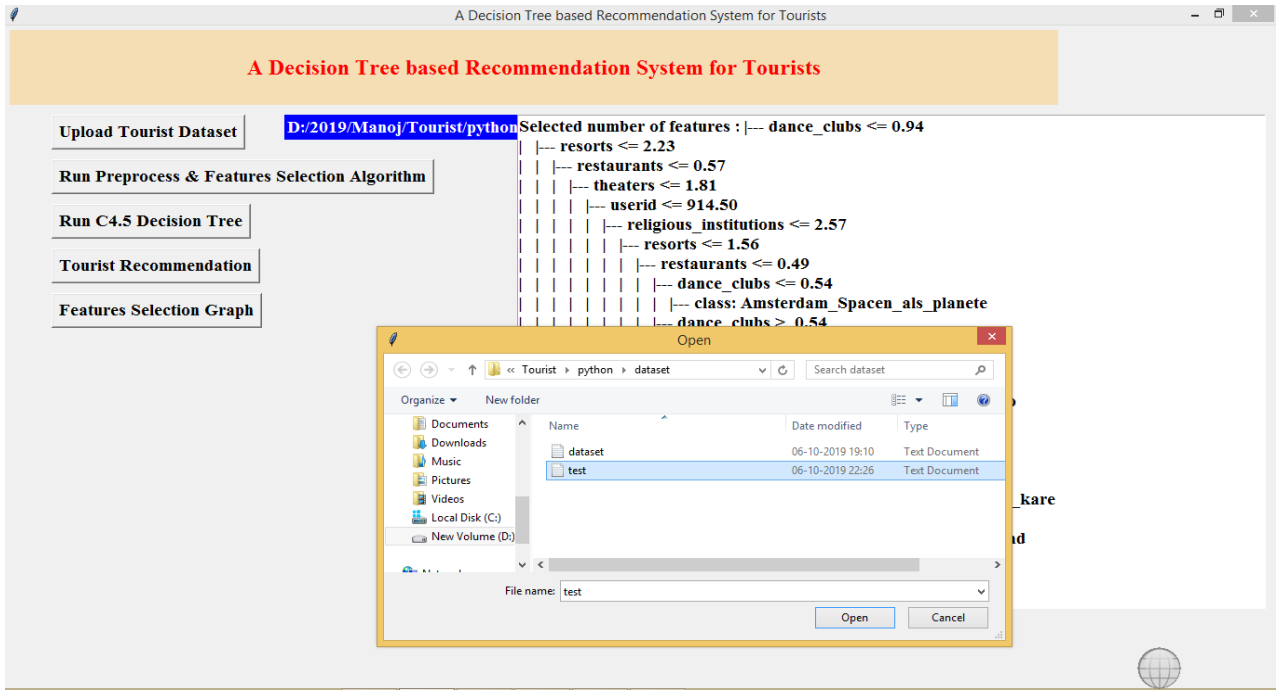 A Decision Tree based Recommendation System for Tourists
A Decision Tree based Recommendation System for Tourists
Upload Tourist Dataset
D:/2019/Manoj/Tourist/python
Run Preprocess & Features Selection Algorithm
Run C4.5 Decision Tree
Tourist Recommendation
Features Selection Graph
Selected number of features : |--- dance_clubs <= 0.94
| |--- resorts <= 2.23
| | |--- restaurants <= 0.57
| | | |--- theaters <= 1.81
| | | | |--- userid <= 914.50
| | | | | |--- religious_institutions <= 2.57
| | | | | | |--- resorts <= 1.56
| | | | | | | |--- restaurants <= 0.49
| | | | | | | | |--- dance_clubs <= 0.54
| | | | | | | | | |--- class: Amsterdam_Spacen_als_planete
| | | | | | | | |--- dance_clubs > 0.54
_kare
Open
« Tourist python dataset
Search dataset
Organize
New folder
Documents
Downloads
Music
Pictures
Videos
Local Disk (C:)
New Volume (D:)
Name
Date modified
Type
dataset
06-10-2019 19:10
Text Document
test
06-10-2019 22:26
Text Document
File name:
test
Open
Cancel